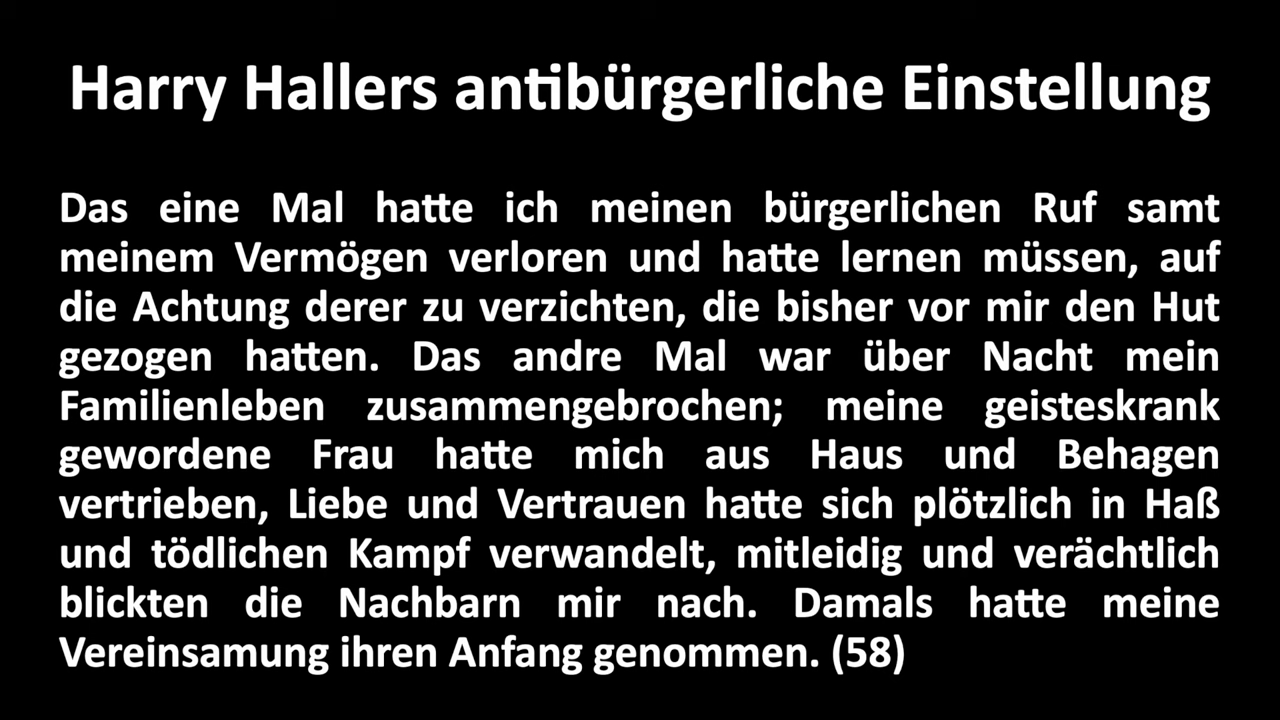 Harry Hallers antibürgerliche Einstellung
Das eine Mal hatte ich meinen bürgerlichen Ruf samt
meinem Vermögen verloren und hatte lernen müssen, auf
die Achtung derer zu verzichten, die bisher vor mir den Hut
gezogen hatten. Das andre Mal war über Nacht mein
Familienleben zusammengebrochen; meine geisteskrank
gewordene Frau hatte mich aus Haus und Behagen
vertrieben, Liebe und Vertrauen hatte sich plötzlich in Haß
und tödlichen Kampf verwandelt, mitleidig und verächtlich
blickten die Nachbarn mir nach. Damals hatte meine
Vereinsamung ihren Anfang genommen. (58)